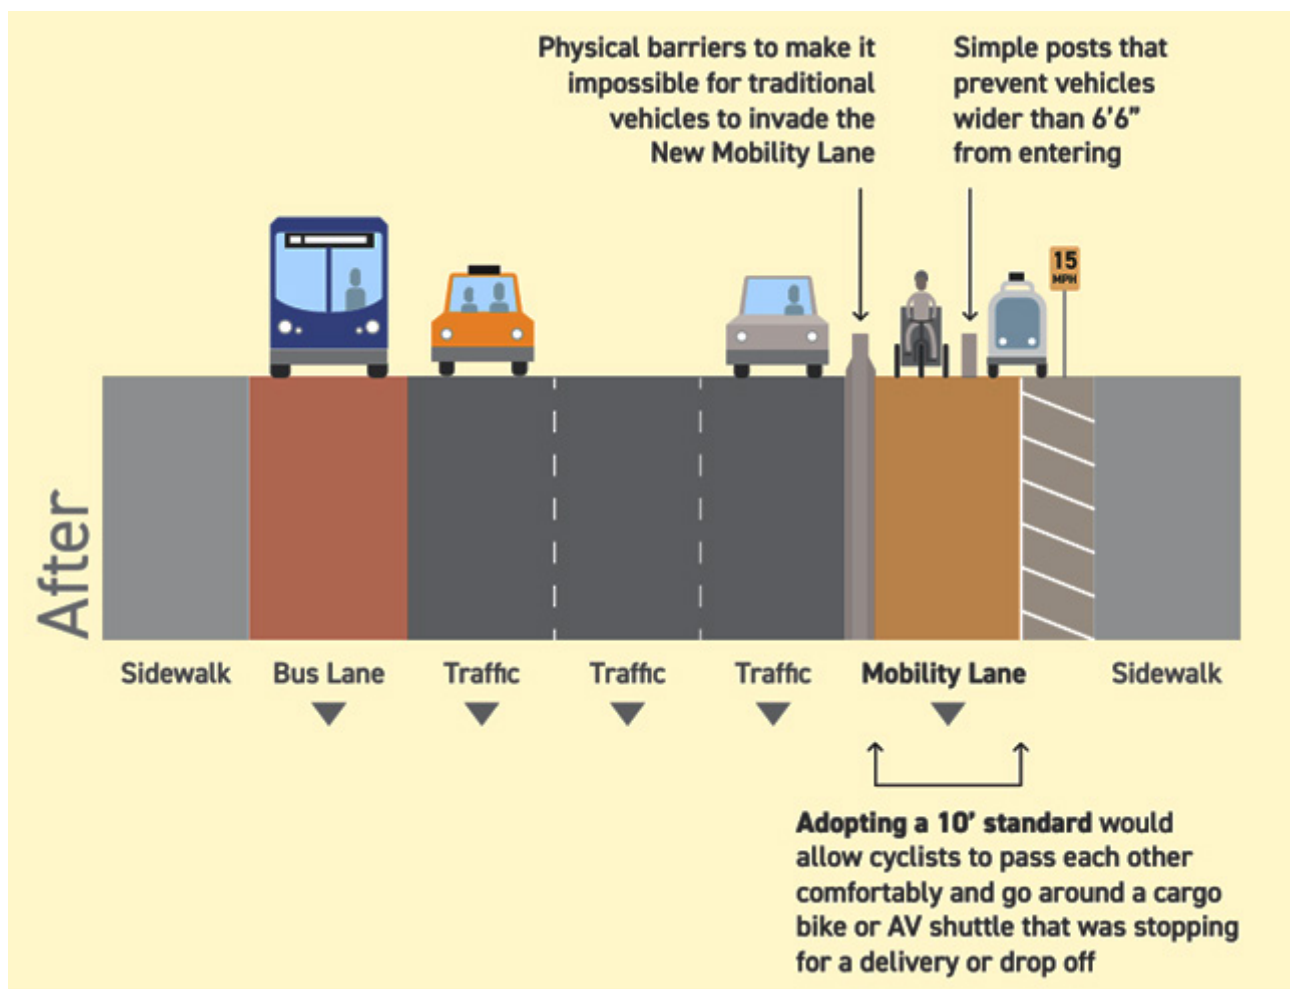 Physical barriers to make it
impossible for traditional
vehicles to invade the
New Mobility Lane
Simple posts that
prevent vehicles
wider than 6’6”
from entering
15
MPH
After
Sidewalk
Bus Lane
Traffic
Traffic
Traffic
Mobility Lane
Sidewalk
Adopting a 10’ standard would
allow cyclists to pass each other
comfortably and go around a cargo
bike or AV shuttle that was stopping
for a delivery or drop off